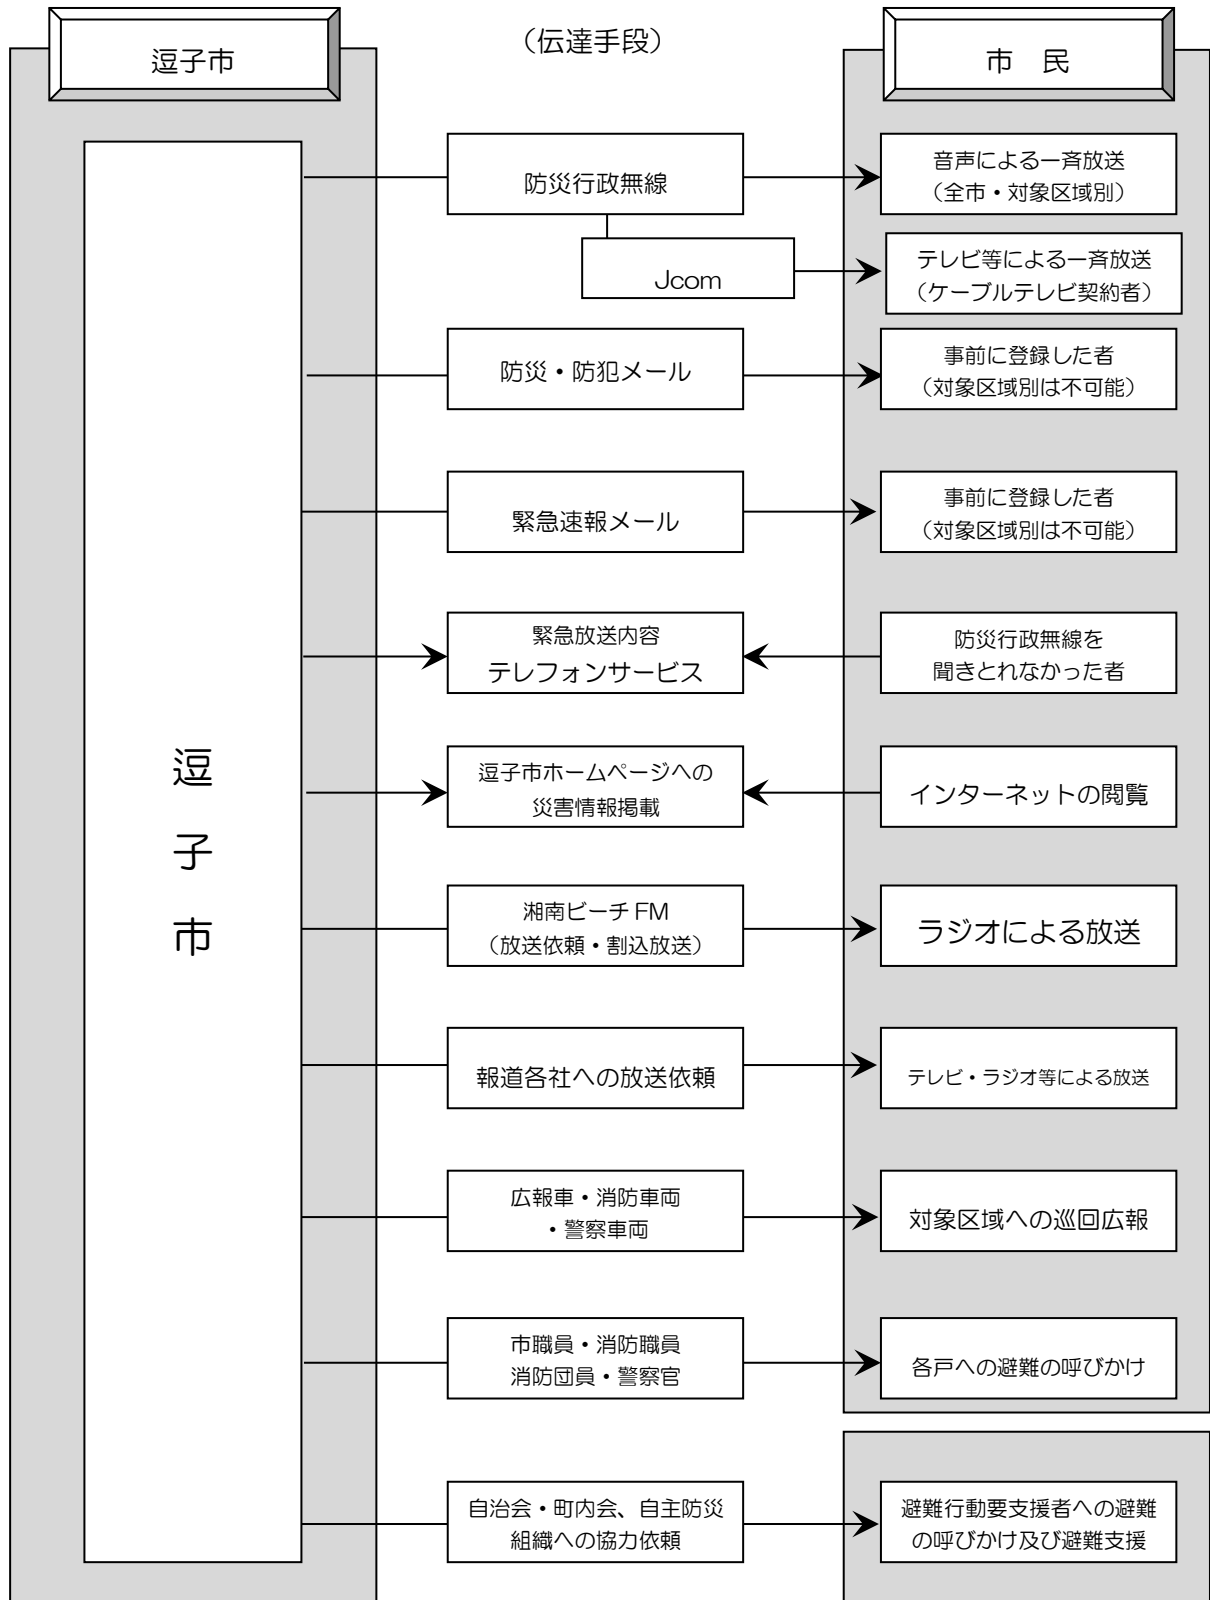 逗子市
（伝達手段）
市　民
逗
子
市
防災行政無線
音声による一斉放送
（全市・対象区域別）
Jcom
テレビ等による一斉放送
（ケーブルテレビ契約者）
防災・防犯メール
事前に登録した者
（対象区域別は不可能）
緊急速報メール
事前に登録した者
（対象区域別は不可能）
緊急放送内容
テレフォンサービス
防災行政無線を
聞きとれなかった者
逗子市ホームページへの
災害情報掲載
インターネットの閲覧
湘南ビーチ FM
（放送依頼・割込放送）
ラジオによる放送
報道各社への放送依頼
テレビ・ラジオ等による放送
広報車・消防車両
・警察車両
対象区域への巡回広報
市職員・消防職員
消防団員・警察官
各戸への避難の呼びかけ
自治会・町内会、自主防災
組織への協力依頼
避難行動要支援者への避難
の呼びかけ及び避難支援